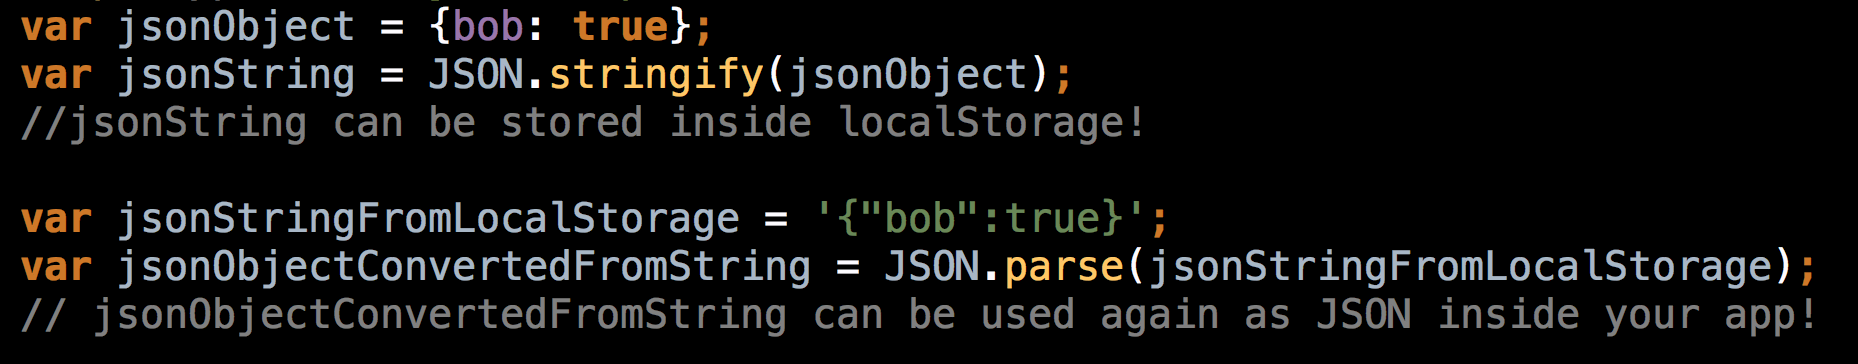 var jsonObject = {bob: true};
var jsonString = JSON.stringify(jsonObject);
//jsonString can be stored inside localStorage!
var jsonStringFromLocalStorage = '{"bob":true}';
var jsonObjectConvertedFromString = JSON.parse(jsonStringFromLocalStorage);
// jsonObjectConvertedFromString can be used again as JSON inside your app!